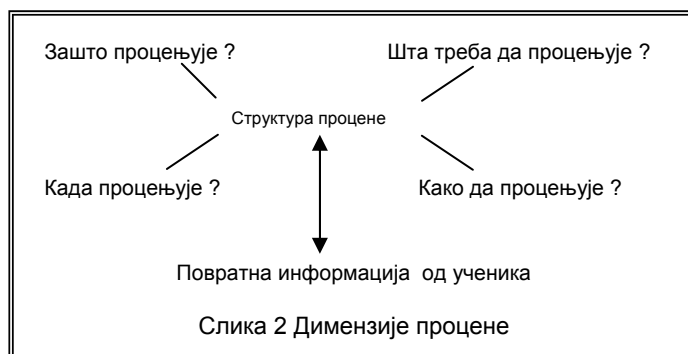 Зашто процењује ? Шта треба да процењује ?
Структура процене
Када процењује ? Како да процењује ?
Повратна информација од ученика
Слика 2 Димензије процене